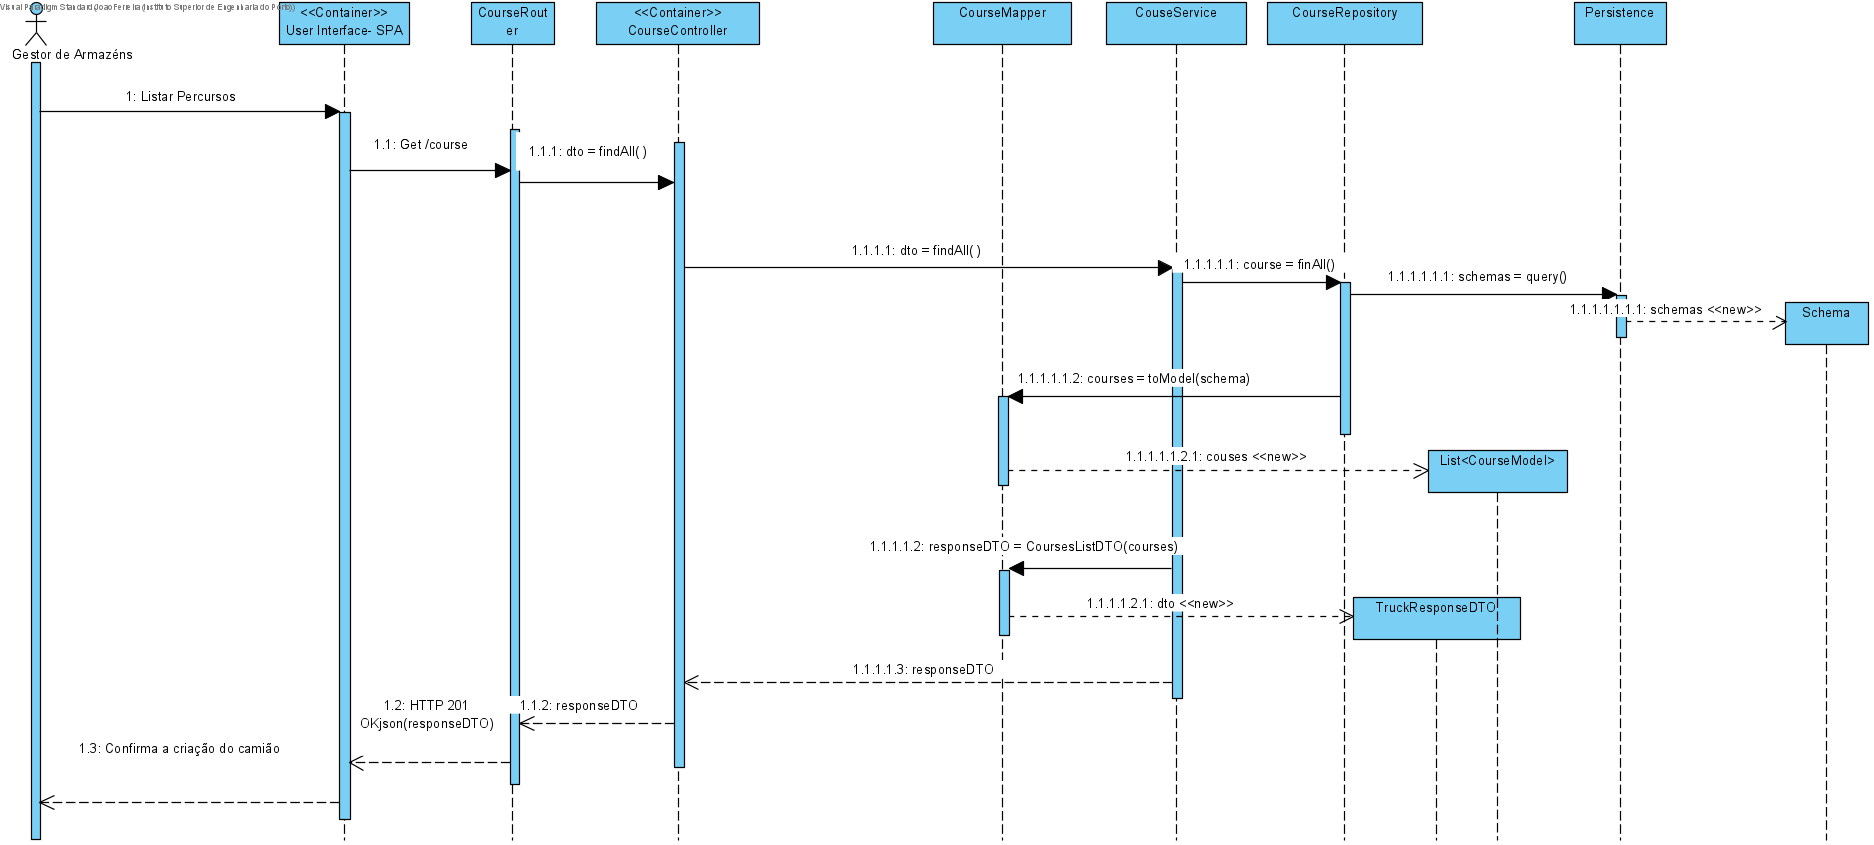 Visual Paradigm Standard(Joao Ferreira(Instituto Superior de Engenharia do Porto))
Gestor de Armazéns
<<Container>>
User Interface- SPA
CourseRout
er
<<Container>>
CourseController
CourseMapper
CouseService
CourseRepository
Persistence
1: Listar Percursos
1.1: Get /course
1.1.1: dto = findAll( )
1.1.1.1: dto = findAll( )
1.1.1.1.1: course = finAll()
1.1.1.1.1.1: schemas = query()
1.1.1.1.1.1.1: schemas <<new>>
Schema
1.1.1.1.1.2: courses = toModel(schema)
1.1.1.1.1.2.1: couses <<new>>
List<CourseModel>
1.1.1.1.2: responseDTO = CoursesListDTO(courses)
1.1.1.1.2.1: dto <<new>>
TruckResponseDTO
1.1.1.1.3: responseDTO
1.1.2: responseDTO
1.2: HTTP 201
OKjson(responseDTO)
1.3: Confirma a criação do camião